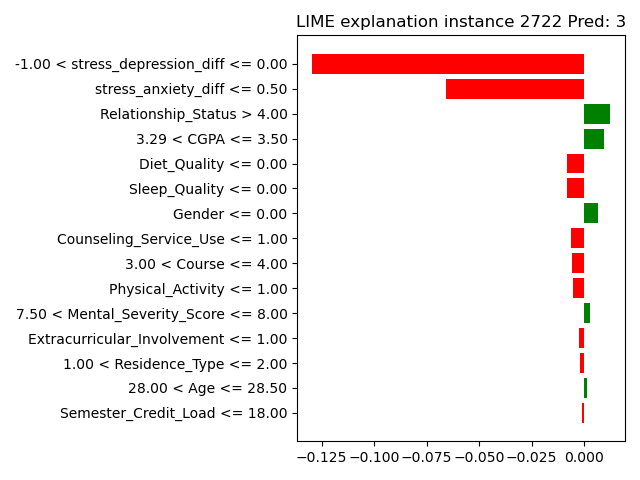 LIME explanation instance 2722 Pred: 3
-1.00 < stress_depression_diff <= 0.00
stress_anxiety_diff <= 0.50
Relationship_Status > 4.00
3.29 < CGPA <= 3.50
Diet_Quality <= 0.00
Sleep_Quality <= 0.00
Gender <= 0.00
Counseling_Service_Use <= 1.00
3.00 < Course <= 4.00
Physical_Activity <= 1.00
7.50 < Mental_Severity_Score <= 8.00
Extracurricular_Involvement <= 1.00
1.00 < Residence_Type <= 2.00
28.00 < Age <= 28.50
Semester_Credit_Load <= 18.00
−0.125 −0.100 −0.075 −0.050 −0.025 0.000